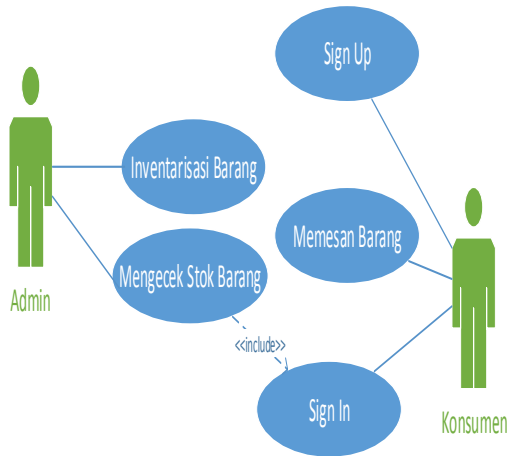 Sign Up
Inventarisasi Barang
Memesan Barang
Mengecek Stok Barang
Admin
<<include>>
Sign In
Konsumen